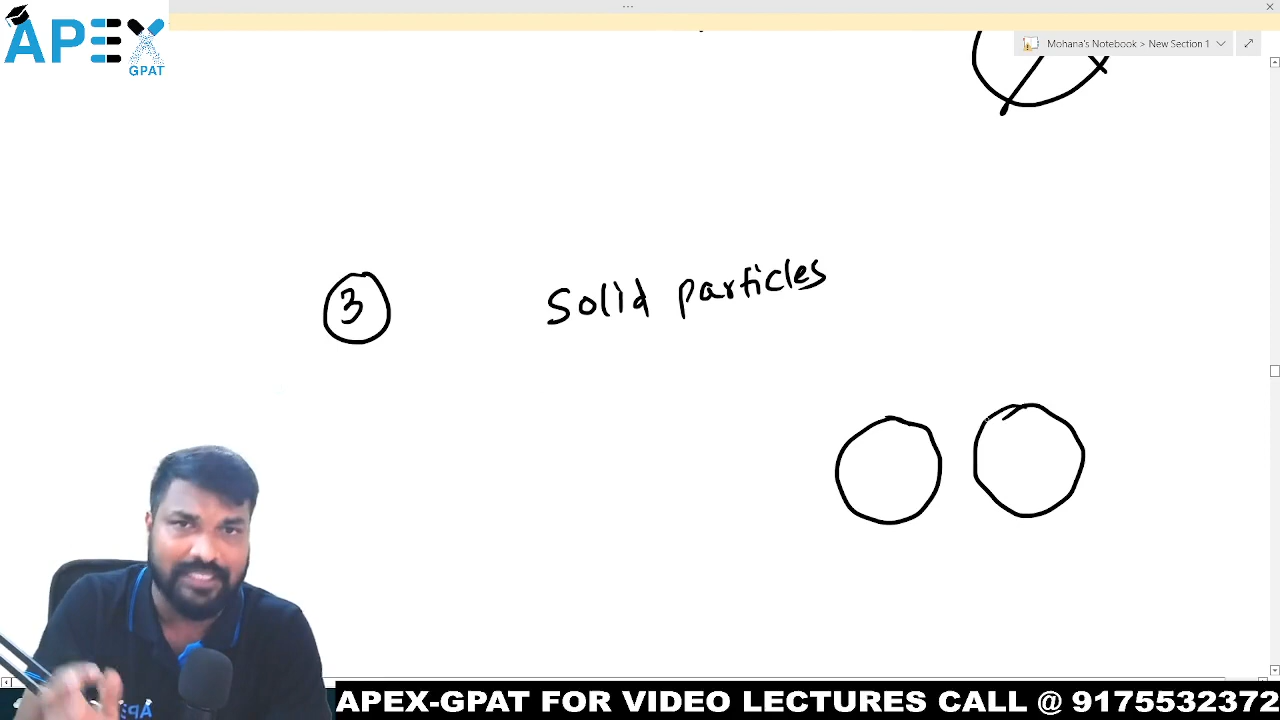 APEX
GPAT
Mohana's Notebook > New Section 1
3
Solid particles
APEX-GPAT FOR VIDEO LECTURES CALL @ 9175532372